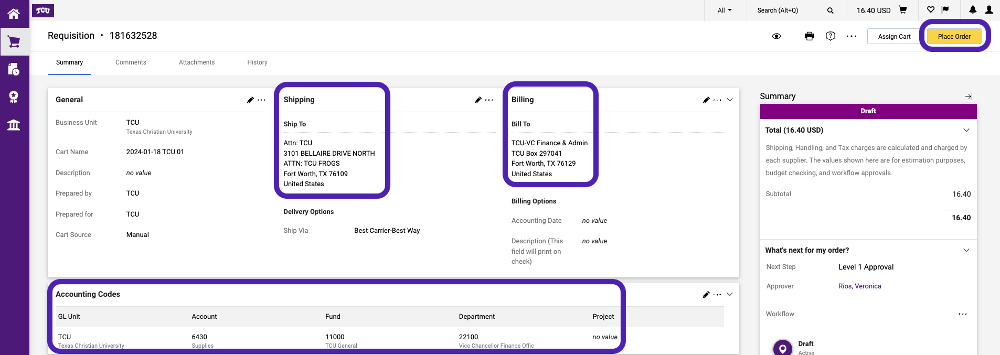 TCU
All
Search (Alt+Q)
16.40 USD
Requisition • 181632528
Assign Cart
Place Order
Summary
Comments
Attachments
History
General
Business Unit
TCU
Texas Christian University
Cart Name
2024-01-18 TCU 01
Description
no value
Prepared by
TCU
Prepared for
TCU
Cart Source
Manual
Shipping
Ship To
Attn: TCU
3101 BELLAIRE DRIVE NORTH
ATTN: TCU FROGS
Fort Worth, TX 76109
United States
Delivery Options
Ship Via
Best Carrier-Best Way
Billing
Bill To
TCU-VC Finance & Admin
TCU Box 297041
Fort Worth, TX 76129
United States
Billing Options
Accounting Date
no value
Description (This
field will print on
check)
no value
Accounting Codes
GL Unit
Account
Fund
Department
Project
TCU
6430
11000
22100
no value
Texas Christian University
Supplies
TCU General
Vice Chancellor Finance Offic
Summary
Draft
Total (16.40 USD)
Shipping, Handling, and Tax charges are calculated and charged by
each supplier. The values shown here are for estimation purposes,
budget checking, and workflow approvals.
Subtotal
16.40
16.40
What's next for my order?
Next Step
Level 1 Approval
Approver
Rios, Veronica
Workflow
Draft
Active